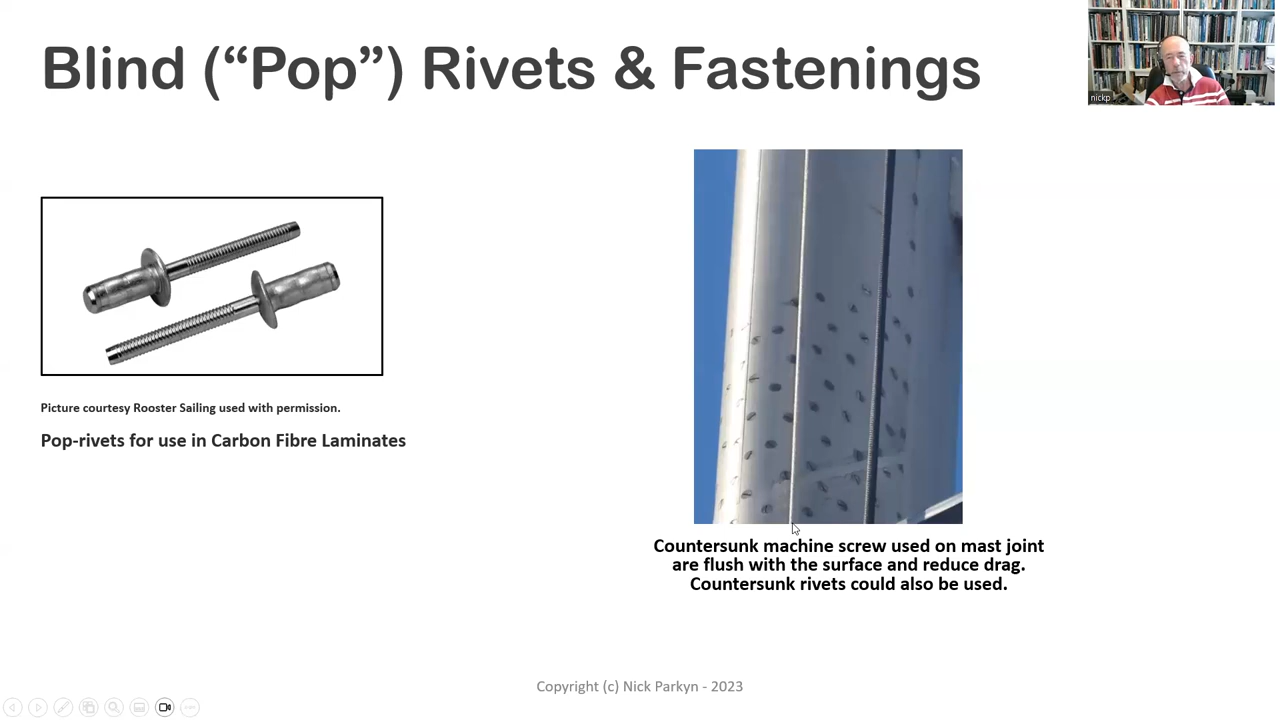 Blind (“Pop”) Rivets & Fastenings
nickp
Picture courtesy Rooster Sailing used with permission.
Pop-rivets for use in Carbon Fibre Laminates
Countersunk machine screw used on mast joint
are flush with the surface and reduce drag.
Countersunk rivets could also be used.
Copyright (c) Nick Parkyn - 2023